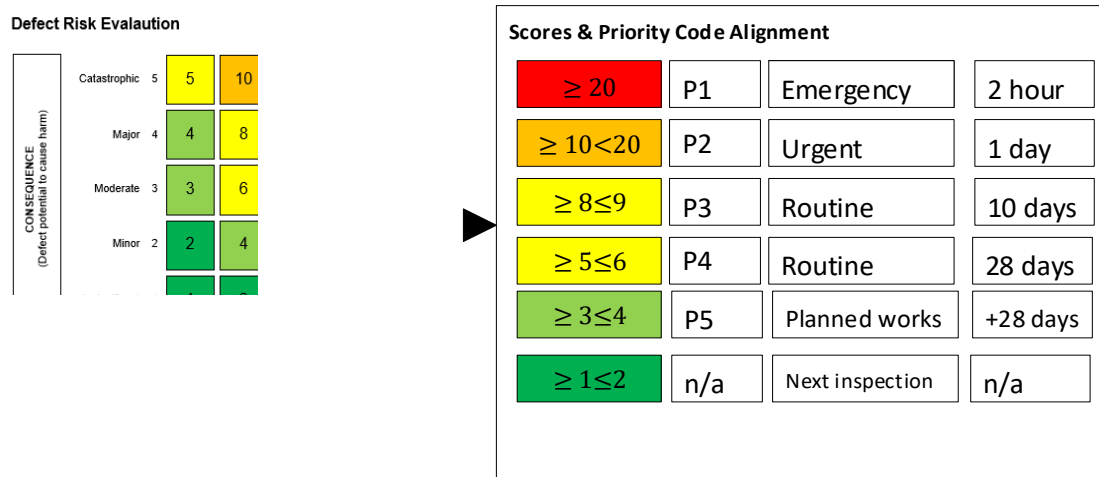 Defect Risk Evalaution
CONSEQUENCE
(Defect potential to cause harm)
Catastrophic 5 5 10
Major 4 4 8
Moderate 3 3 6
Minor 2 2 4
Scores & Priority Code Alignment
≥ 20 P1 Emergency 2 hour
≥ 10<20 P2 Urgent 1 day
≥ 8≤9 P3 Routine 10 days
≥ 5≤6 P4 Routine 28 days
≥ 3≤4 P5 Planned works +28 days
≥ 1≤2 n/a Next inspection n/a